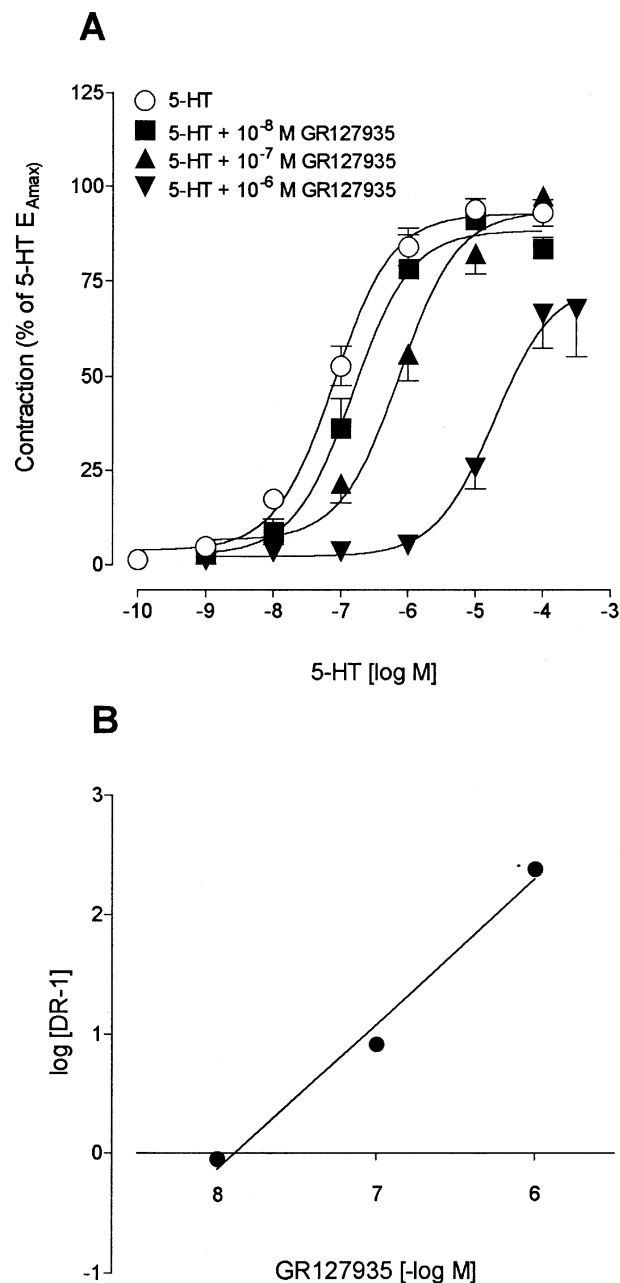 A
125
100
75
50
25
0
Contraction (% of 5-HT E_Amax)
5-HT
5-HT + 10⁻⁸ M GR127935
5-HT + 10⁻⁷ M GR127935
5-HT + 10⁻⁶ M GR127935
-10 -9 -8 -7 -6 -5 -4 -3
5-HT [log M]
B
3
2
1
0
-1
log [DR-1]
8 7 6
GR127935 [-log M]